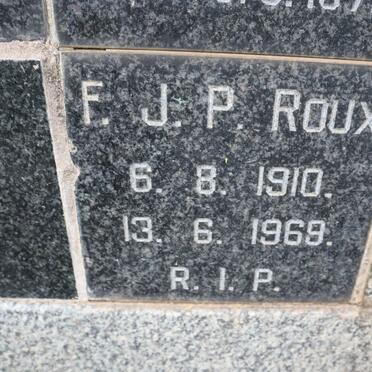 F. J. P. ROUX
6. 8. 1910.
13. 6. 1969.
R. I. P.